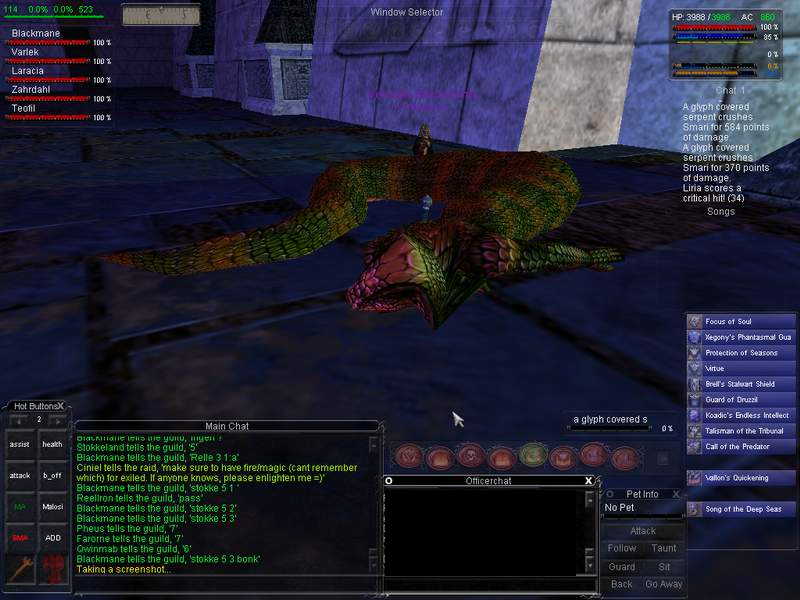 114 0.0% 0.0% 523
Window Selector
HP: 3988 / 3988 AC 850
Blackmane
100 %
Varlek
100 %
Laracia
100 %
Zahrdahl
100 %
Teofil
100 %
100 %
85 %
0 %
Chat 1
A glyph covered
serpent crushes
Smari for 584 points
of damage.
A glyph covered
serpent crushes
Smari for 370 points
of damage.
Liria scores a
critical hit! (34)
Songs
Focus of Soul
Xegony's Phantasmal Gua
Protection of Seasons
Virtue
Brell's Stalwart Shield
Guard of Druzzil
Koadic's Endless Intellect
Talisman of the Tribunal
Call of the Predator
Vallon's Quickening
Song of the Deep Seas
a glyph covered s
0 %
Hot Buttons X
2
assist health
attack b_off
MA Malosi
ADD
Main Chat
Blackmane tells the guild, 'ingen ?'
Stokkeland tells the guild, '5'
Blackmane tells the guild, 'Relle 3 1:a'
Ciniel tells the raid, 'make sure to have fire/magic (cant remember
which) for exiled. If anyone knows, please enlighten me =)'
Blackmane tells the guild, 'stokke 5 1 '
Reellron tells the guild, 'pass'
Blackmane tells the guild, 'stokke 5 2'
Blackmane tells the guild, 'stokke 5 3'
Pheus tells the guild, '7'
Farorne tells the guild, '7'
Gwinmab tells the guild, '6'
Blackmane tells the guild, 'stokke 5 3 bonk'
Taking a screenshot...
O Officerchat X
O Pet Info X
No Pet
Attack
Follow Taunt
Guard Sit
Back Go Away